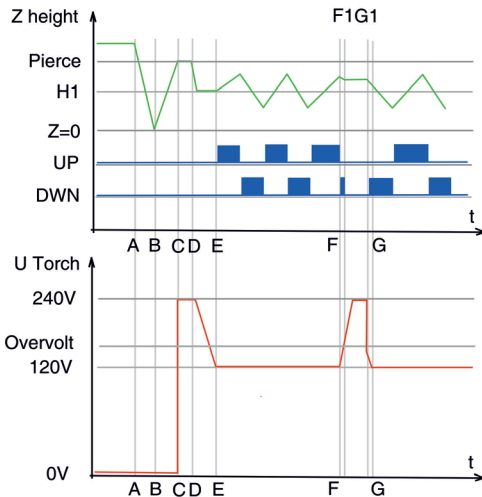 Z height
F1G1
Pierce
H1
Z=0
UP
DWN
t
A B C D E F G
U Torch
240V
Overvolt
120V
t
0V
A B C D E F G